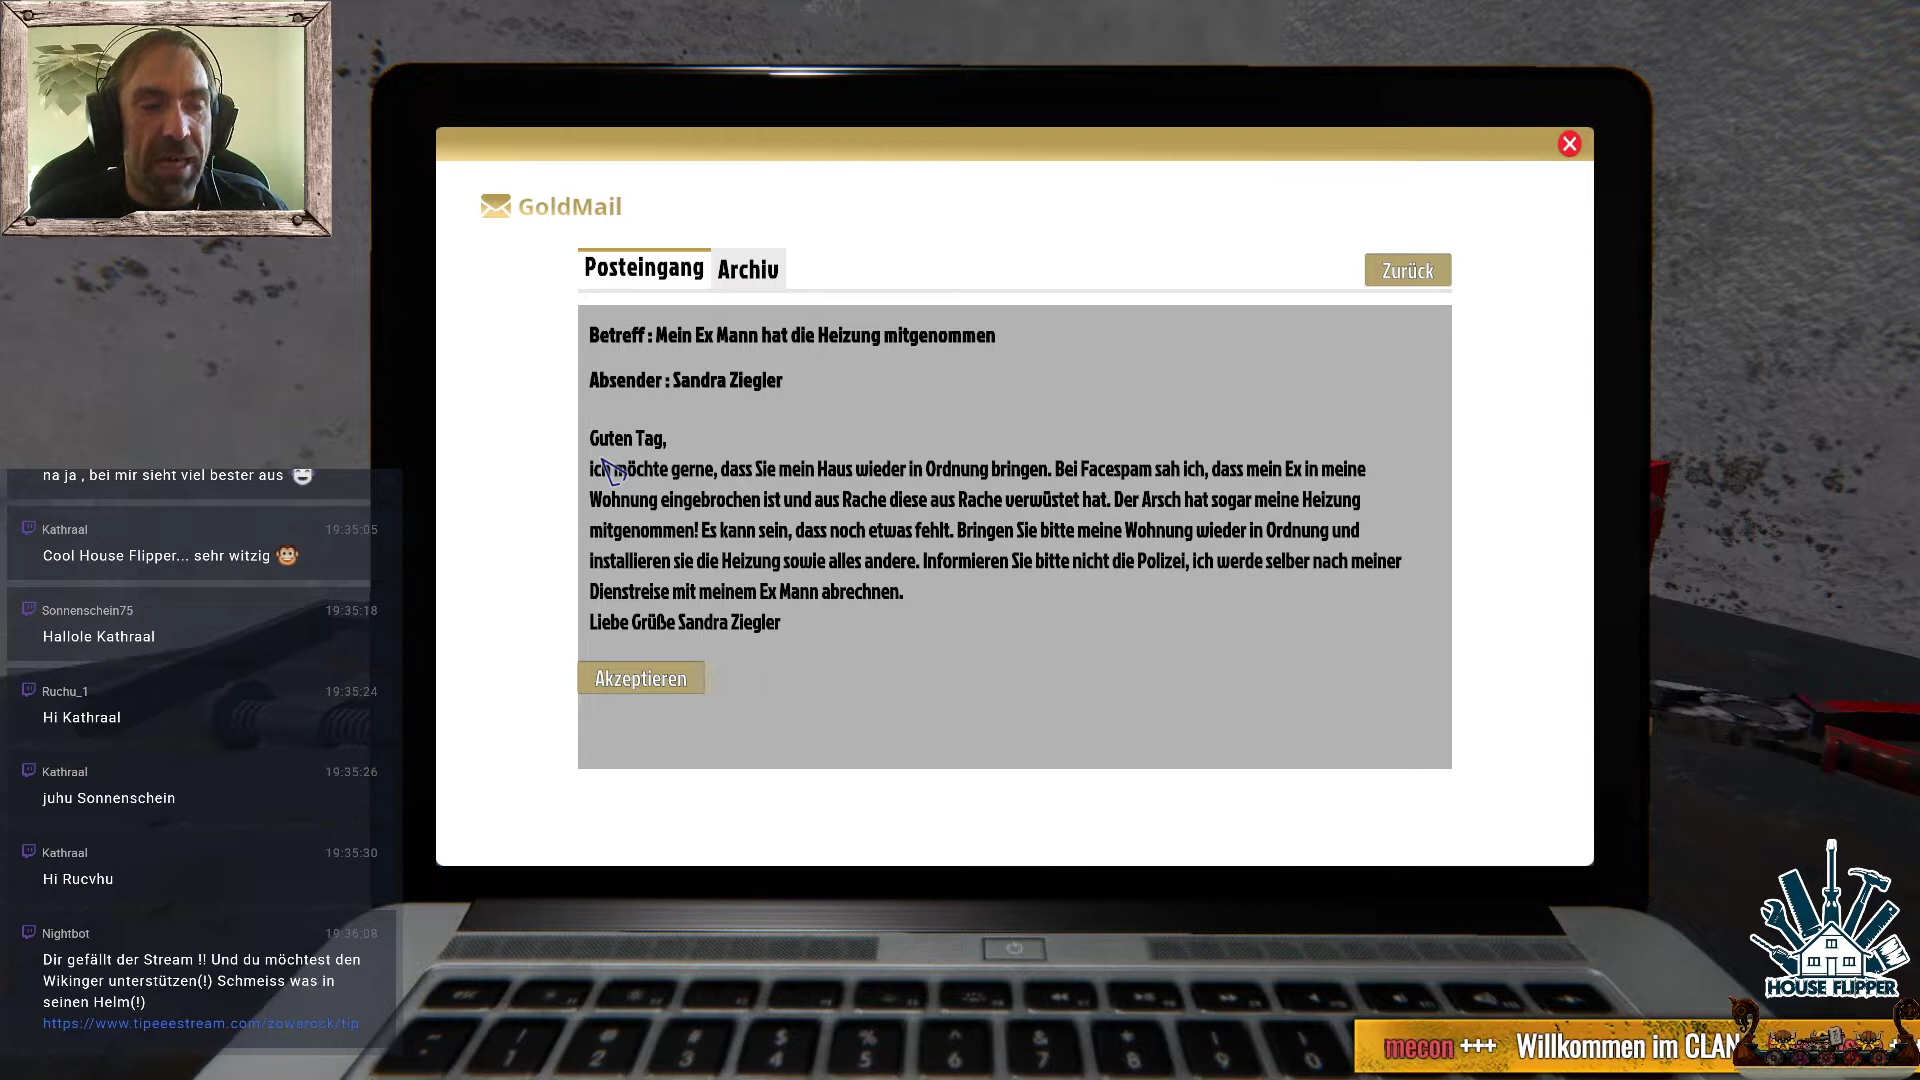 GoldMail
Posteingang
Archiv
Zurück
Betreff : Mein Ex Mann hat die Heizung mitgenommen
Absender : Sandra Ziegler
Guten Tag,
ich möchte gerne, dass Sie mein Haus wieder in Ordnung bringen. Bei Facespam sah ich, dass mein Ex in meine
Wohnung eingebrochen ist und aus Rache diese aus Rache verwüstet hat. Der Arsch hat sogar meine Heizung
mitgenommen! Es kann sein, dass noch etwas fehlt. Bringen Sie bitte meine Wohnung wieder in Ordnung und
installieren sie die Heizung sowie alles andere. Informieren Sie bitte nicht die Polizei, ich werde selber nach meiner
Dienstreise mit meinem Ex Mann abrechnen.
Liebe Grüße Sandra Ziegler
Akzeptieren
na ja , bei mir sieht viel bester aus
Kathraal 19:35:05
Cool House Flipper... sehr witzig
Sonnenschein75 19:35:18
Hallole Kathraal
Ruchu_1 19:35:24
Hi Kathraal
Kathraal 19:35:26
juhu Sonnenschein
Kathraal 19:35:30
Hi Rucvhu
Nightbot 19:36:08
Dir gefällt der Stream !! Und du möchtest den
Wikinger unterstützen(!) Schmeiss was in
seinen Helm(!)
https://www.tipeeestream.com/zowarock/tip
HOUSE FLIPPER
mecon +++ Willkommen im CLAN